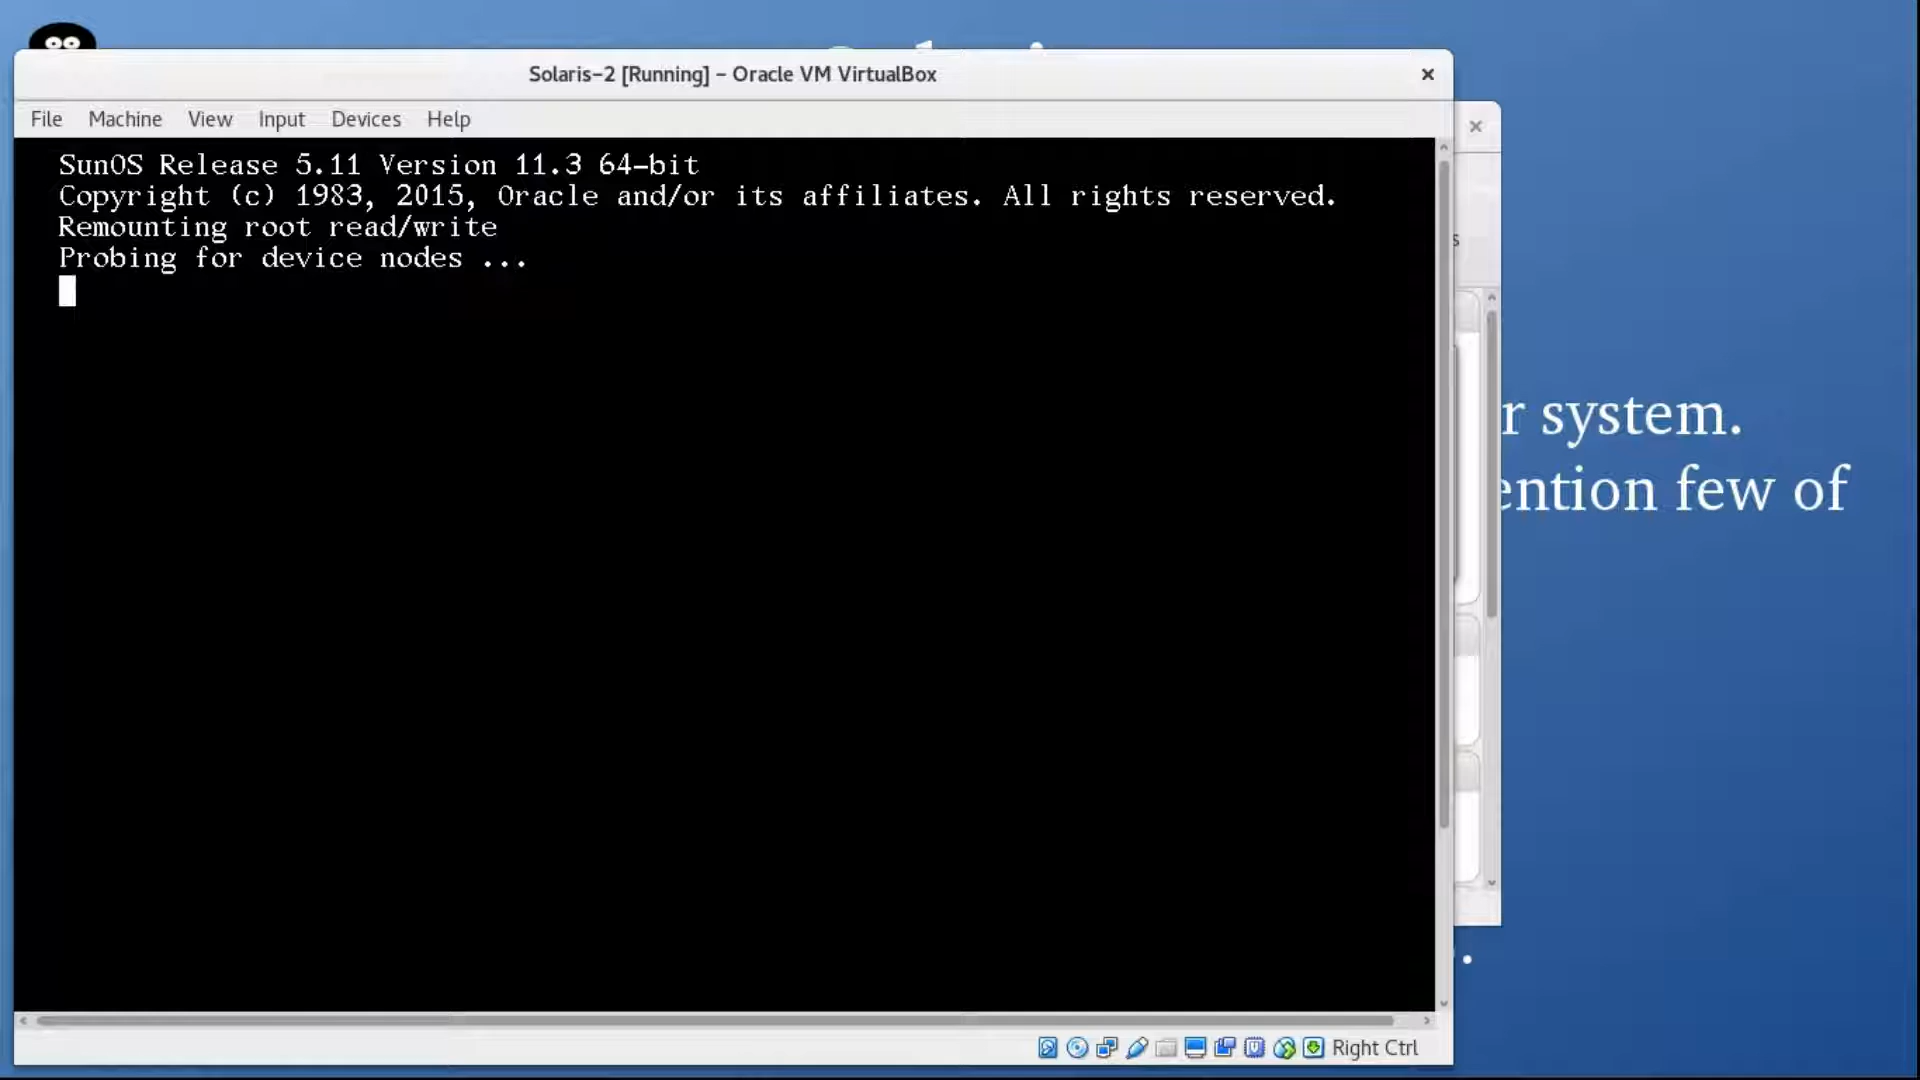 Solaris-2 [Running] - Oracle VM VirtualBox
File Machine View Input Devices Help
SunOS Release 5.11 Version 11.3 64-bit
Copyright (c) 1983, 2015, Oracle and/or its affiliates. All rights reserved.
Remounting root read/write
Probing for device nodes ...
r system.
ention few of
Right Ctrl